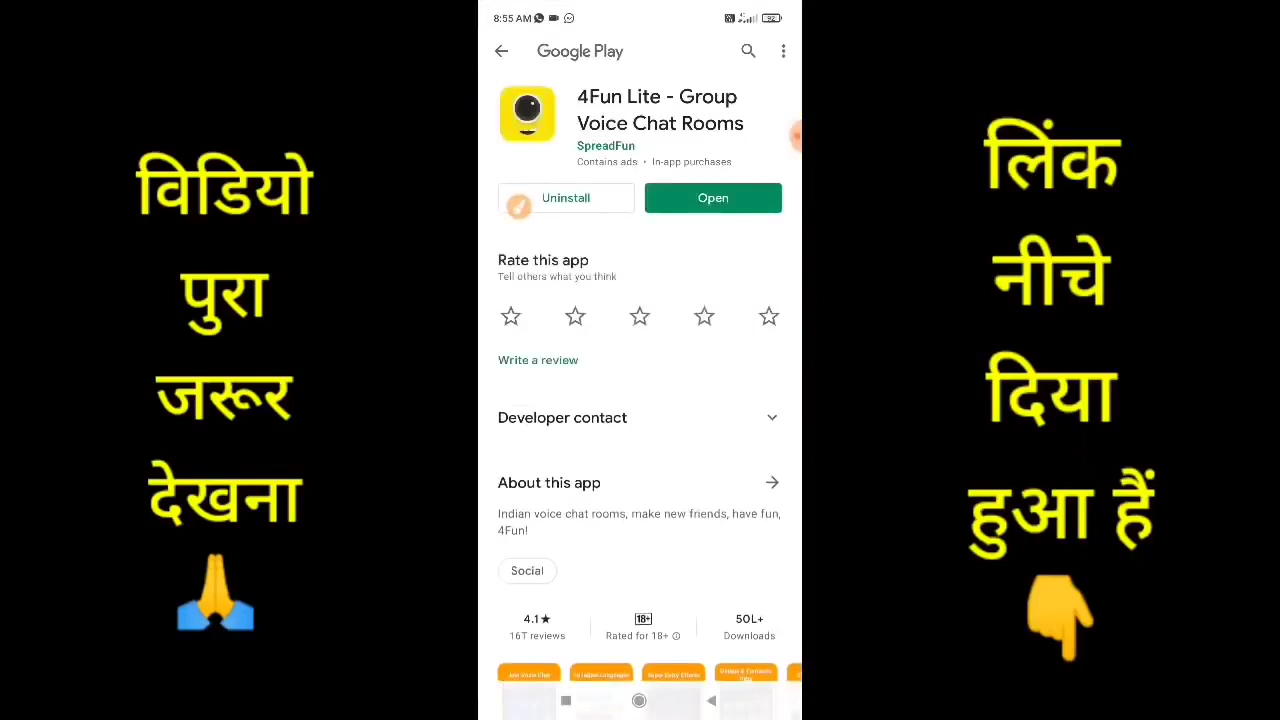 विडियो
पुरा
जरूर
देखना
8:55 AM
92
Google Play
4Fun Lite - Group
Voice Chat Rooms
SpreadFun
Contains ads • In-app purchases
Uninstall
Open
Rate this app
Tell others what you think
Write a review
Developer contact
About this app
Indian voice chat rooms, make new friends, have fun,
4Fun!
Social
4.1★
16T reviews
18+
Rated for 18+
50L+
Downloads
लिंक
नीचे
दिया
हुआ हैं